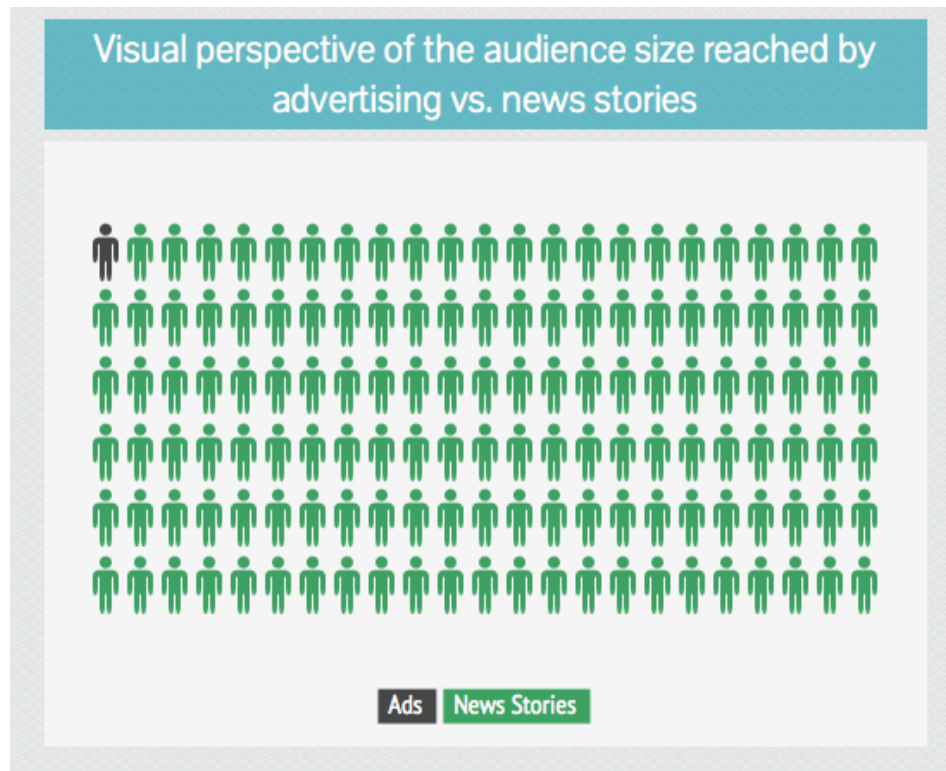 Visual perspective of the audience size reached by
advertising vs. news stories
Ads News Stories